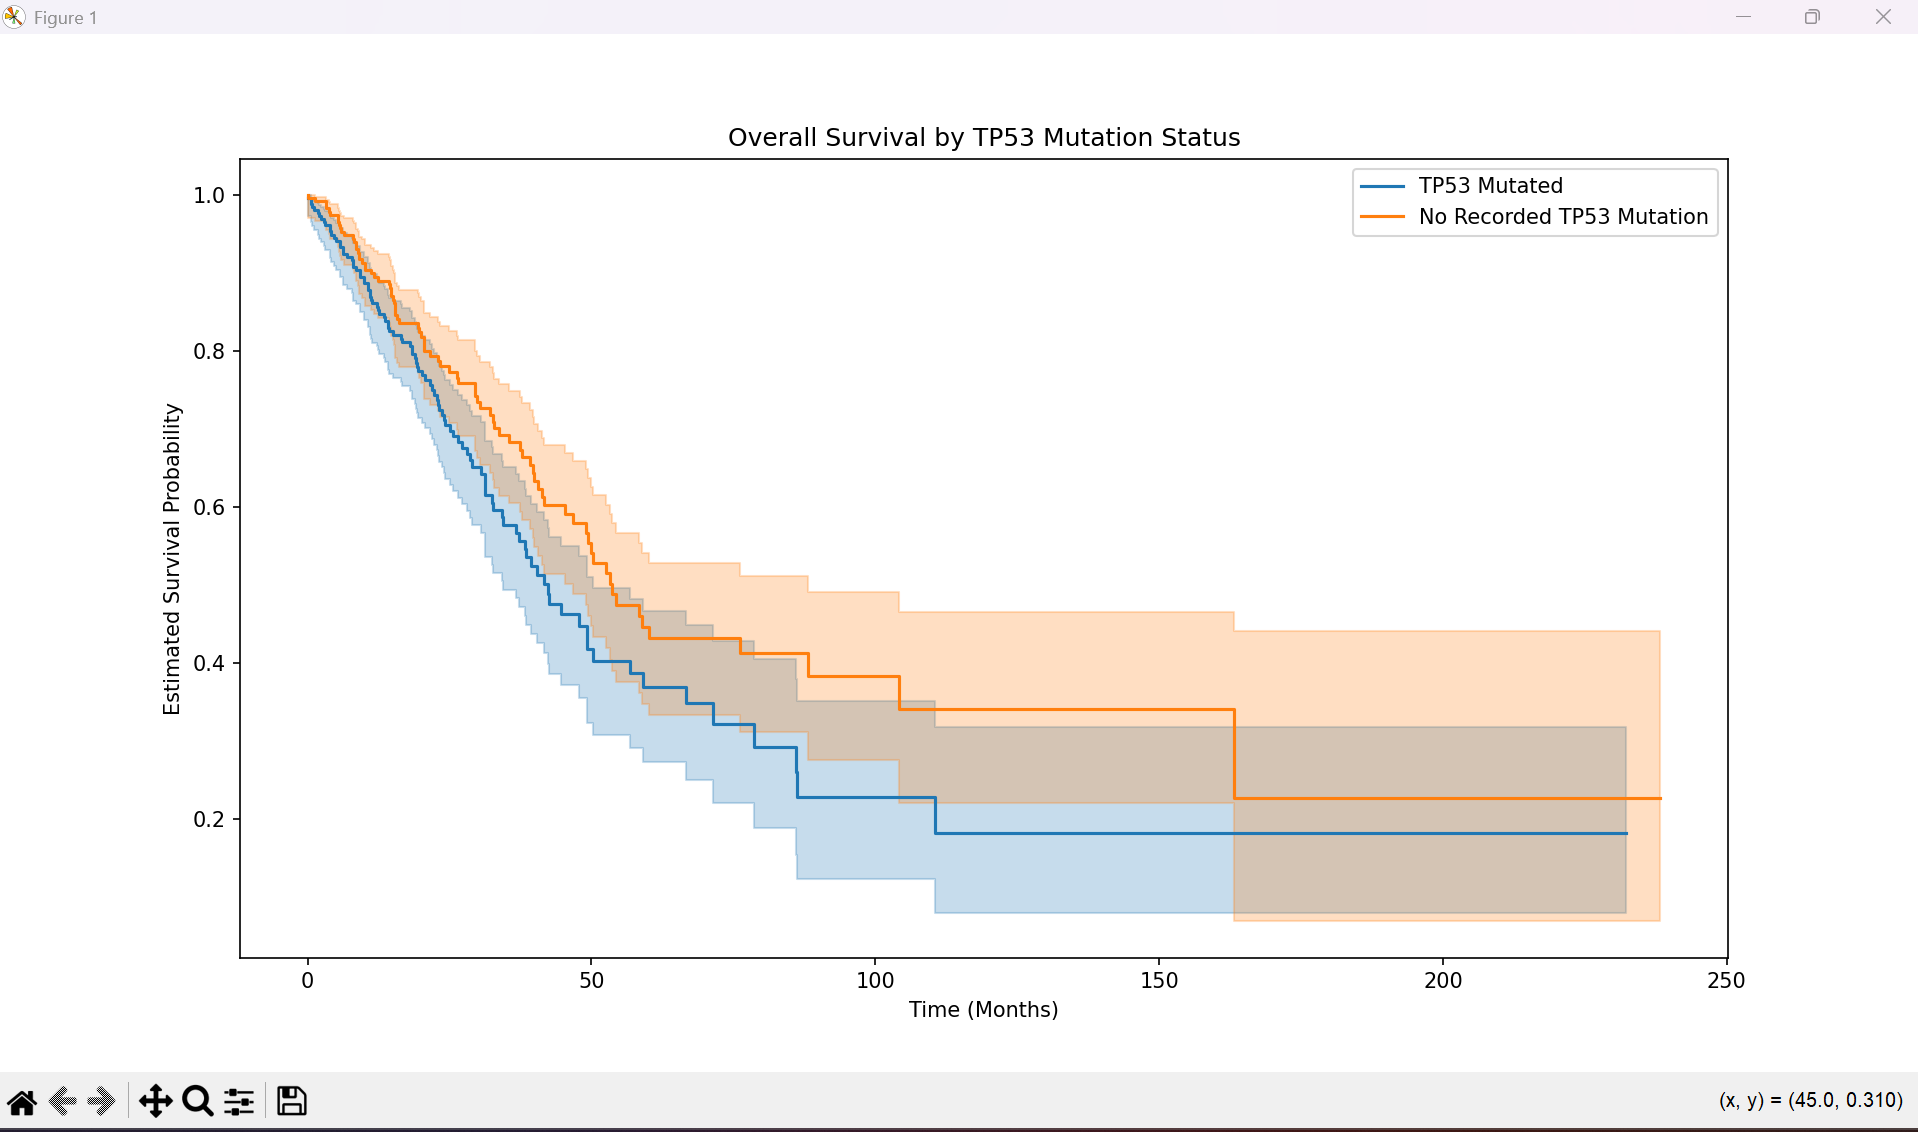 Figure 1
Overall Survival by TP53 Mutation Status
TP53 Mutated
No Recorded TP53 Mutation
Estimated Survival Probability
1.0
0.8
0.6
0.4
0.2
0 50 100 150 200 250
Time (Months)
(x, y) = (45.0, 0.310)